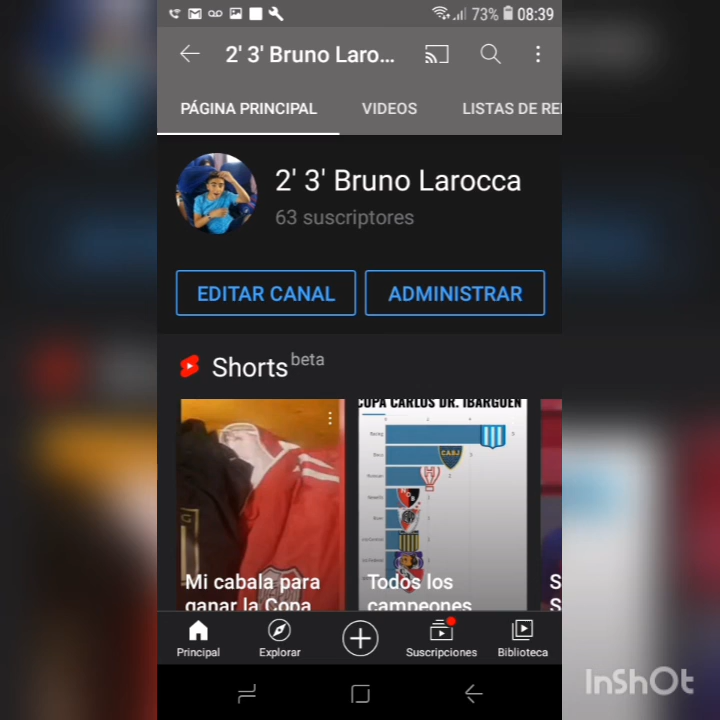 73% 08:39
2' 3' Bruno Laro...
PÁGINA PRINCIPAL VIDEOS LISTAS DE RE
2' 3' Bruno Larocca
63 suscriptores
EDITAR CANAL ADMINISTRAR
Shorts beta
COPA CARLOS DR. IBARGUEN
CABJ
Mi cabala para
ganar la Copa
Todos los
campeones
Principal Explorar Suscripciones Biblioteca
InShOt